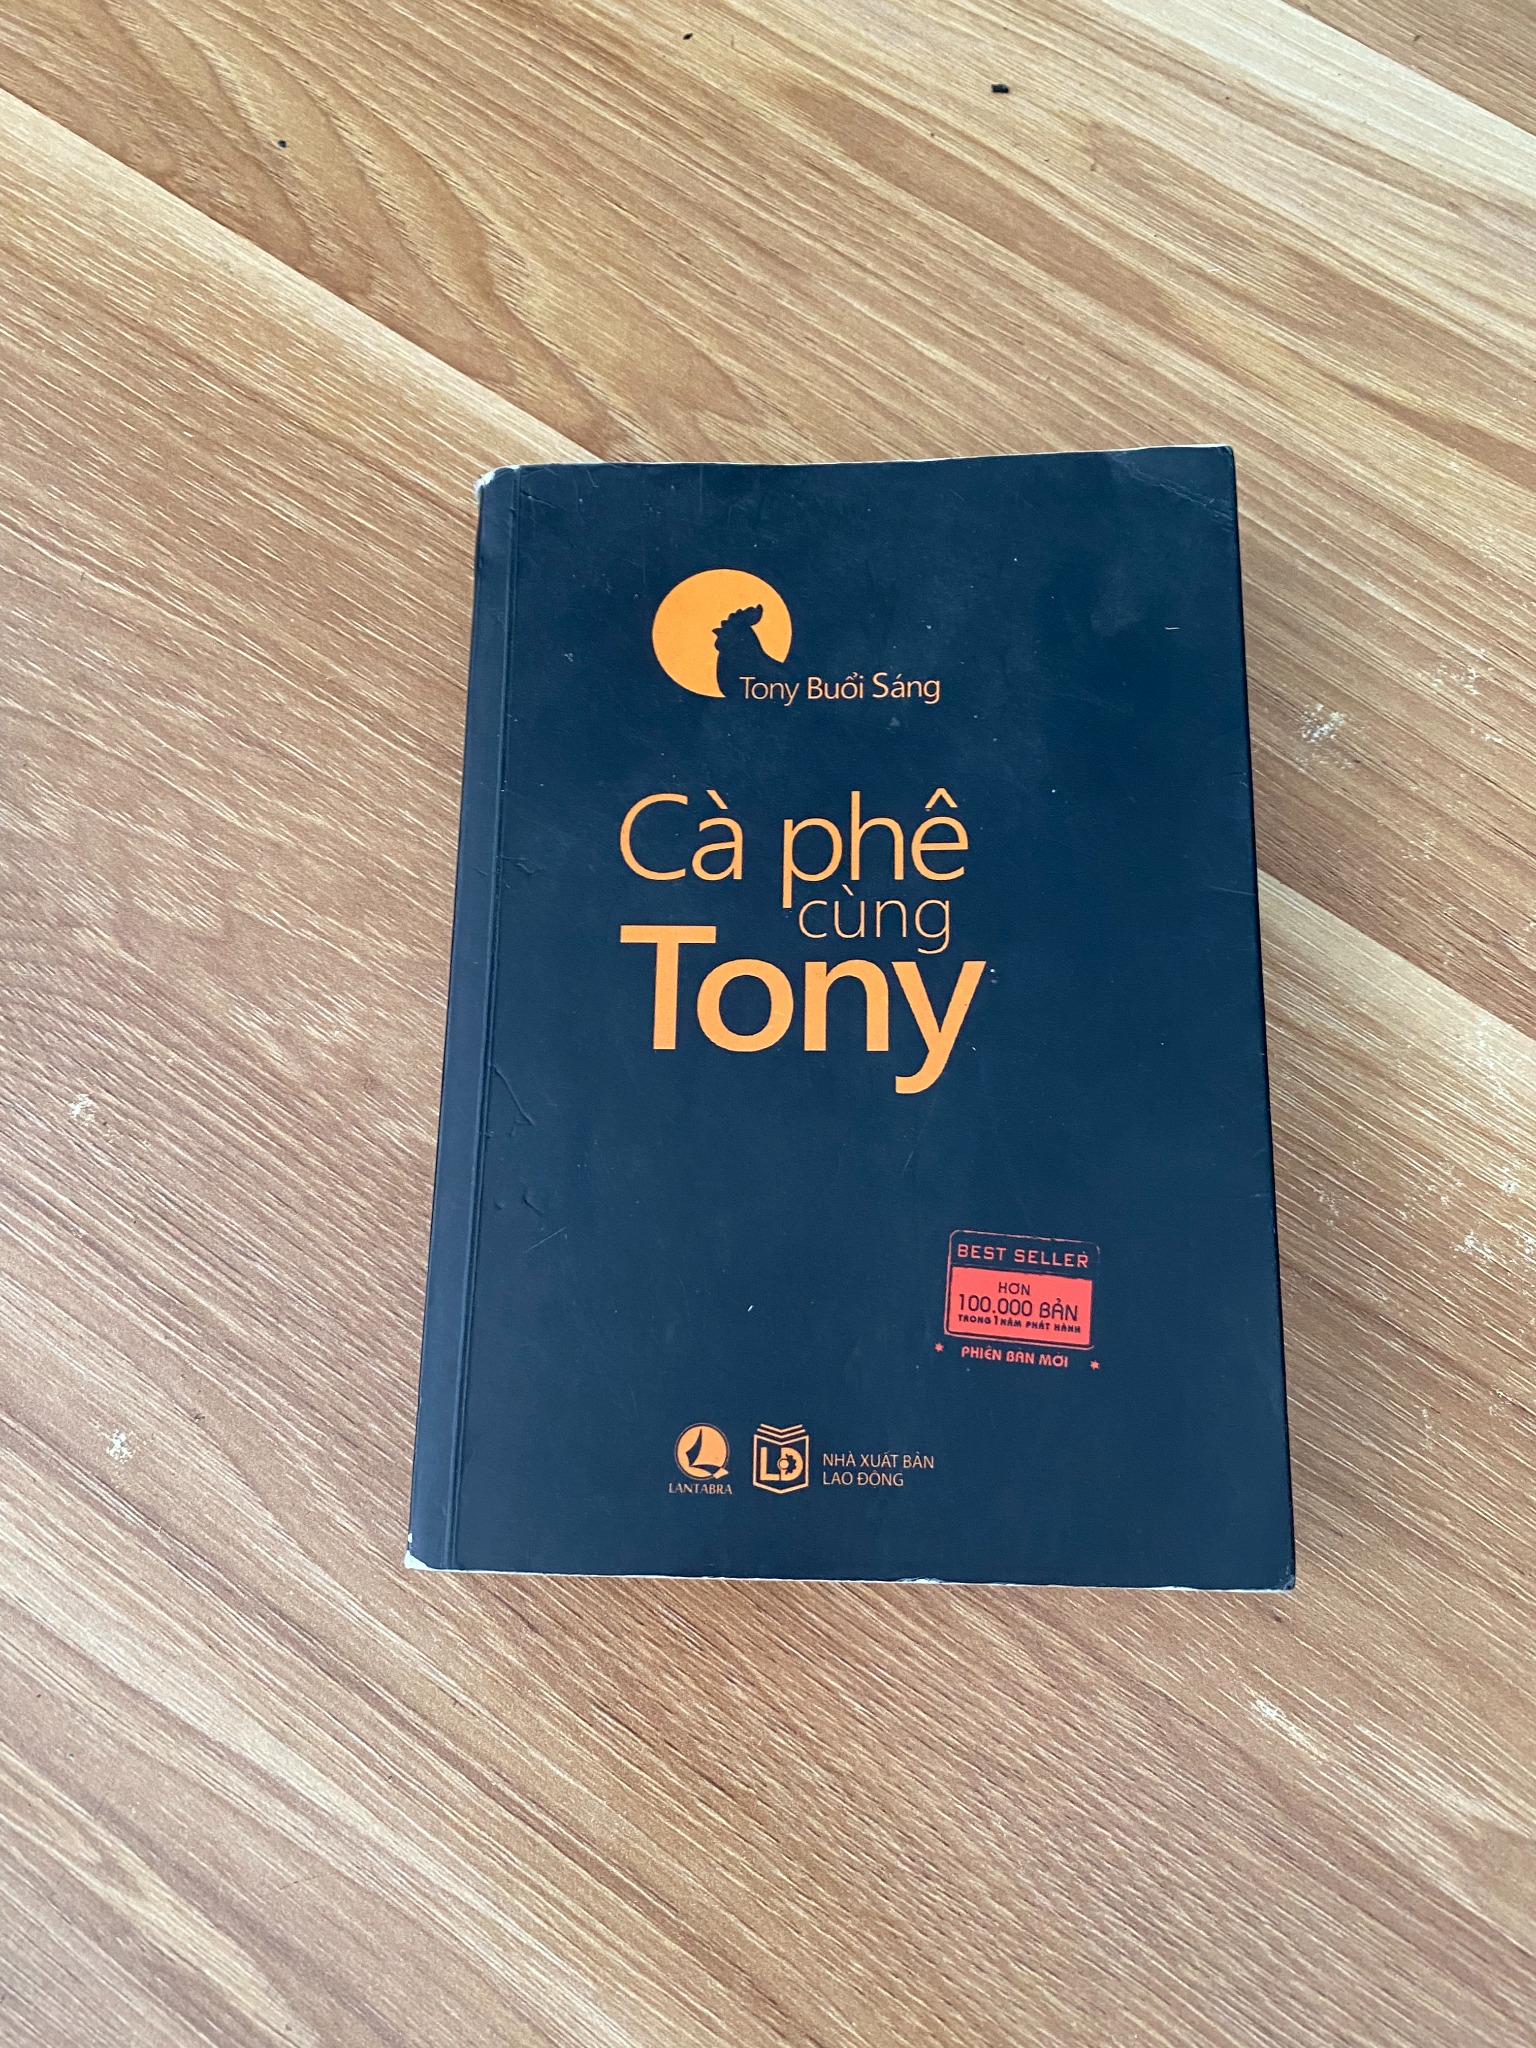 Tony Buổi Sáng
Cà phê
cùng
Tony
BEST SELLER
HƠN
100.000 BẢN
TRONG 1 NĂM PHÁT HÀNH
PHIÊN BẢN MỚI
LANTABRA
LĐ
NHÀ XUẤT BẢN
LAO ĐỘNG